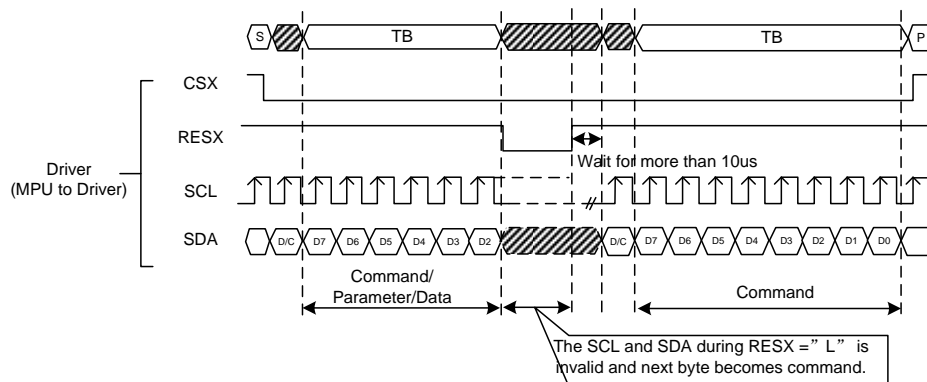 S TB TB P
CSX
RESX
Wait for more than 10us
Driver
(MPU to Driver)
SCL
SDA D/C D7 D6 D5 D4 D3 D2 D/C D7 D6 D5 D4 D3 D2 D1 D0
Command/
Parameter/Data
Command
The SCL and SDA during RESX =” L” is
invalid and next byte becomes command.